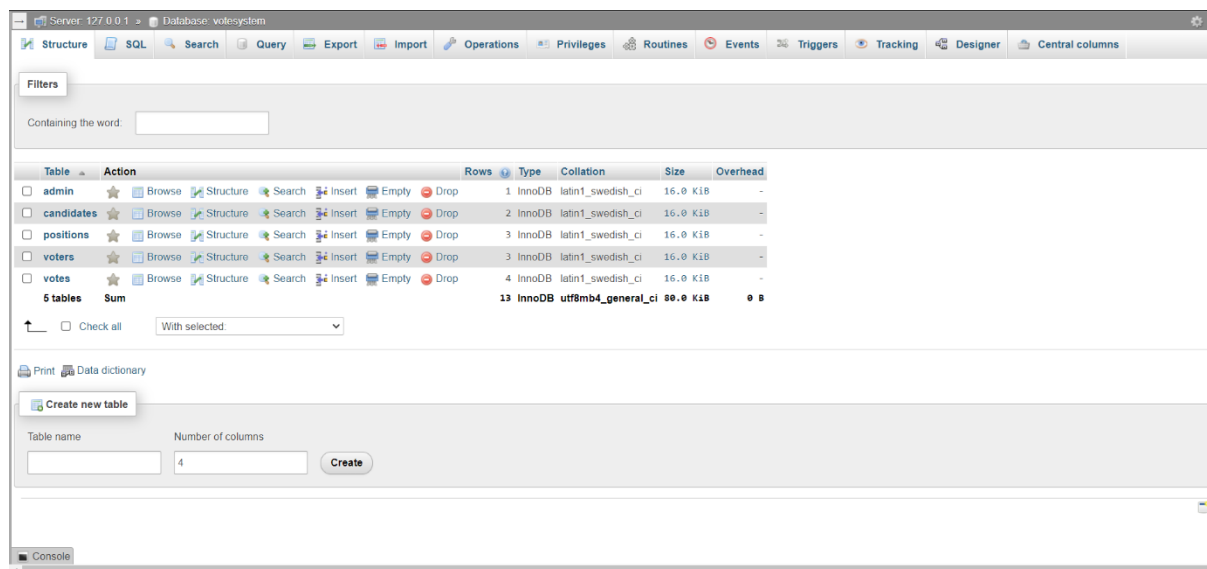 Server: 127.0.0.1 » Database: votesystem
Structure SQL Search Query Export Import Operations Privileges Routines Events Triggers Tracking Designer Central columns
Filters
Containing the word:
Table Action Rows Type Collation Size Overhead
admin Browse Structure Search Insert Empty Drop 1 InnoDB latin1_swedish_ci 16.0 KiB -
candidates Browse Structure Search Insert Empty Drop 2 InnoDB latin1_swedish_ci 16.0 KiB -
positions Browse Structure Search Insert Empty Drop 3 InnoDB latin1_swedish_ci 16.0 KiB -
voters Browse Structure Search Insert Empty Drop 3 InnoDB latin1_swedish_ci 16.0 KiB -
votes Browse Structure Search Insert Empty Drop 4 InnoDB latin1_swedish_ci 16.0 KiB -
5 tables Sum 13 InnoDB utf8mb4_general_ci 80.0 KiB 0 B
Check all With selected:
Print Data dictionary
Create new table
Table name Number of columns
4 Create
Console